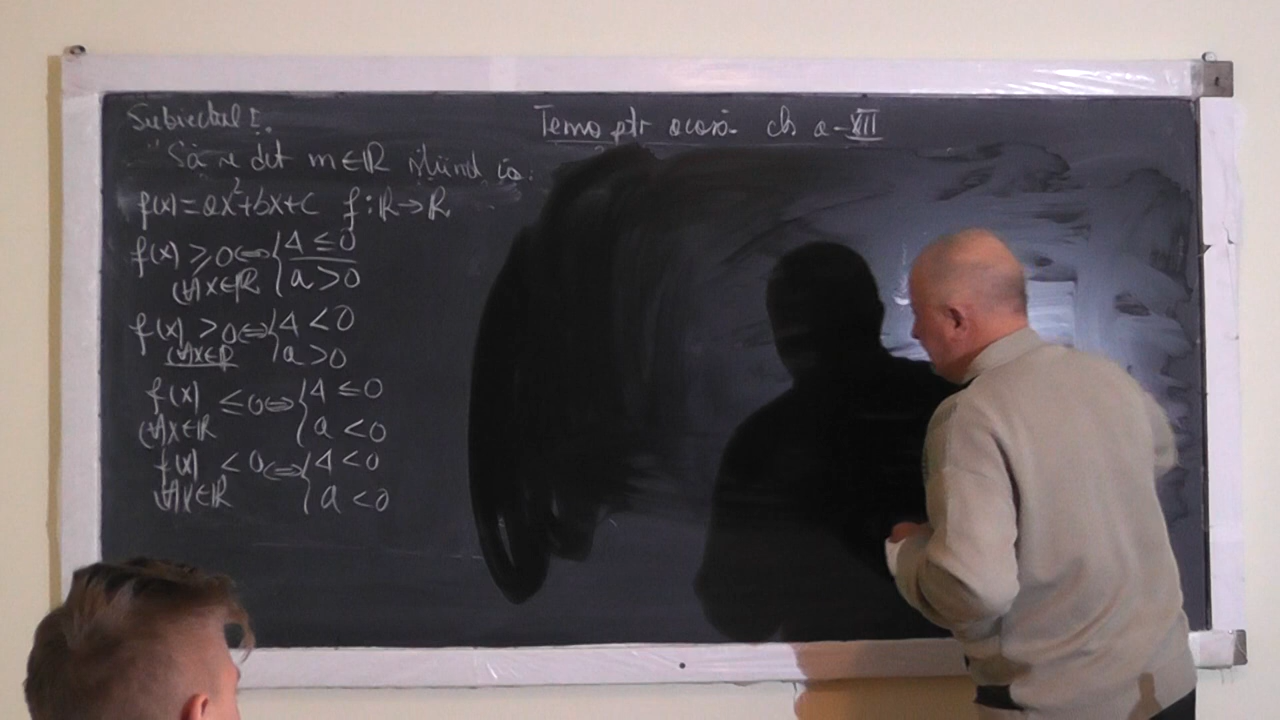 Subiectul I.
Temă ptr acasă cls a-XII
Să se det m∈ℝ știind că:
f(x)=ax²+bx+c f:ℝ→ℝ
f(x)≥0⇔{Δ≤0
(∀)x∈ℝ a>0
f(x)>0⇔{Δ<0
(∀)x∈ℝ a>0
f(x)≤0⇔{Δ≤0
(∀)x∈ℝ a<0
f(x)<0⇔{Δ<0
(∀)x∈ℝ a<0